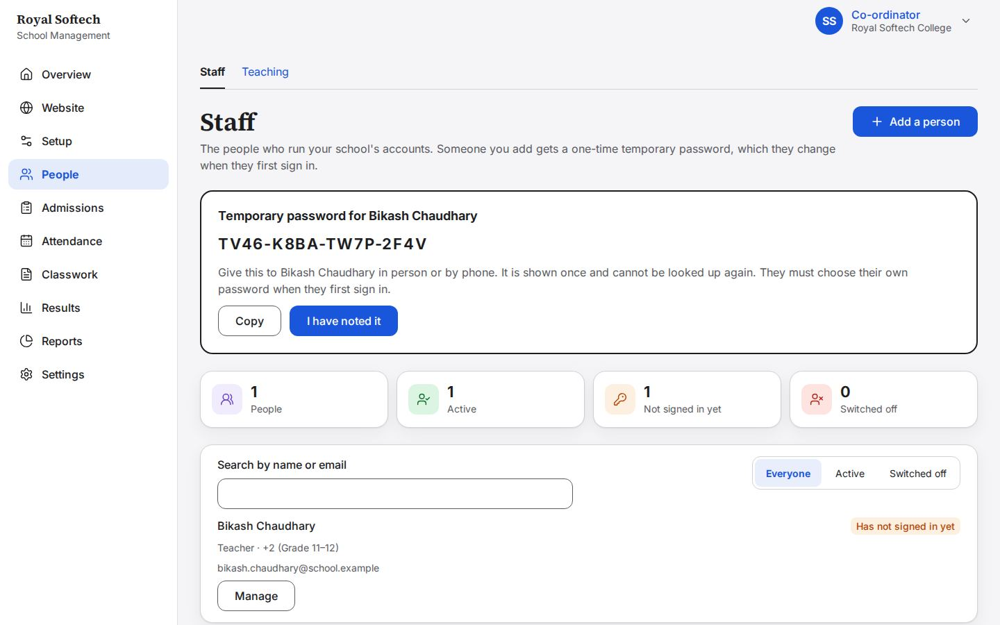 Royal Softech
School Management
Overview
Website
Setup
People
Admissions
Attendance
Classwork
Results
Reports
Settings
SS
Co-ordinator
Royal Softech College
Staff
Teaching
Staff
Add a person
The people who run your school's accounts. Someone you add gets a one-time temporary password, which they change
when they first sign in.
Temporary password for Bikash Chaudhary
TV46-K8BA-TW7P-2F4V
Give this to Bikash Chaudhary in person or by phone. It is shown once and cannot be looked up again. They must choose their own
password when they first sign in.
Copy
I have noted it
1
People
1
Active
1
Not signed in yet
0
Switched off
Search by name or email
Everyone
Active
Switched off
Bikash Chaudhary
Has not signed in yet
Teacher · +2 (Grade 11–12)
bikash.chaudhary@school.example
Manage